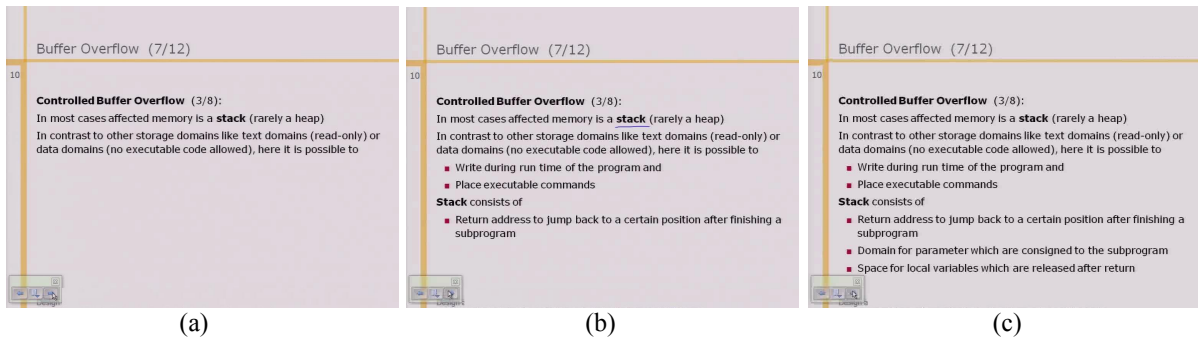 Buffer Overflow (7/12)
10
Controlled Buffer Overflow (3/8):
In most cases affected memory is a stack (rarely a heap)
In contrast to other storage domains like text domains (read-only) or
data domains (no executable code allowed), here it is possible to
(a)
Buffer Overflow (7/12)
10
Controlled Buffer Overflow (3/8):
In most cases affected memory is a stack (rarely a heap)
In contrast to other storage domains like text domains (read-only) or
data domains (no executable code allowed), here it is possible to
Write during run time of the program and
Place executable commands
Stack consists of
Return address to jump back to a certain position after finishing a
subprogram
(b)
Buffer Overflow (7/12)
10
Controlled Buffer Overflow (3/8):
In most cases affected memory is a stack (rarely a heap)
In contrast to other storage domains like text domains (read-only) or
data domains (no executable code allowed), here it is possible to
Write during run time of the program and
Place executable commands
Stack consists of
Return address to jump back to a certain position after finishing a
subprogram
Domain for parameter which are consigned to the subprogram
Space for local variables which are released after return
(c)